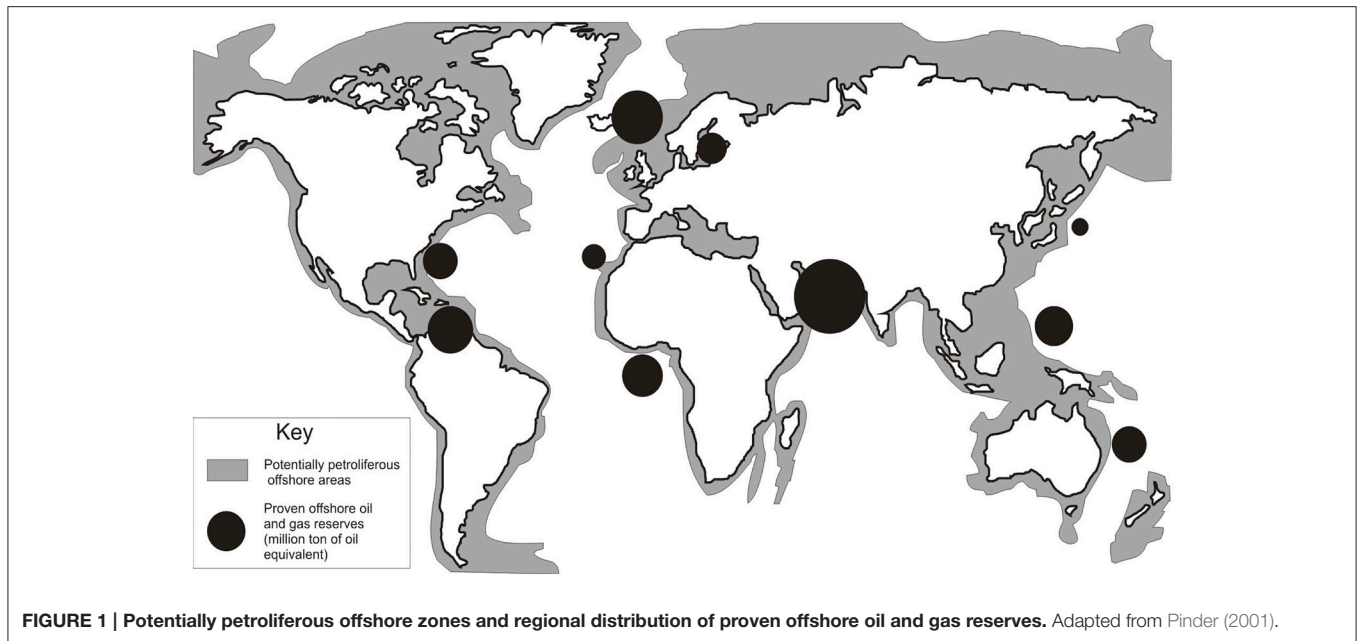 Key
Potentially petroliferous
offshore areas
Proven offshore oil
and gas reserves
(million ton of oil
equivalent)
FIGURE 1 | Potentially petroliferous offshore zones and regional distribution of proven offshore oil and gas reserves. Adapted from Pinder (2001).